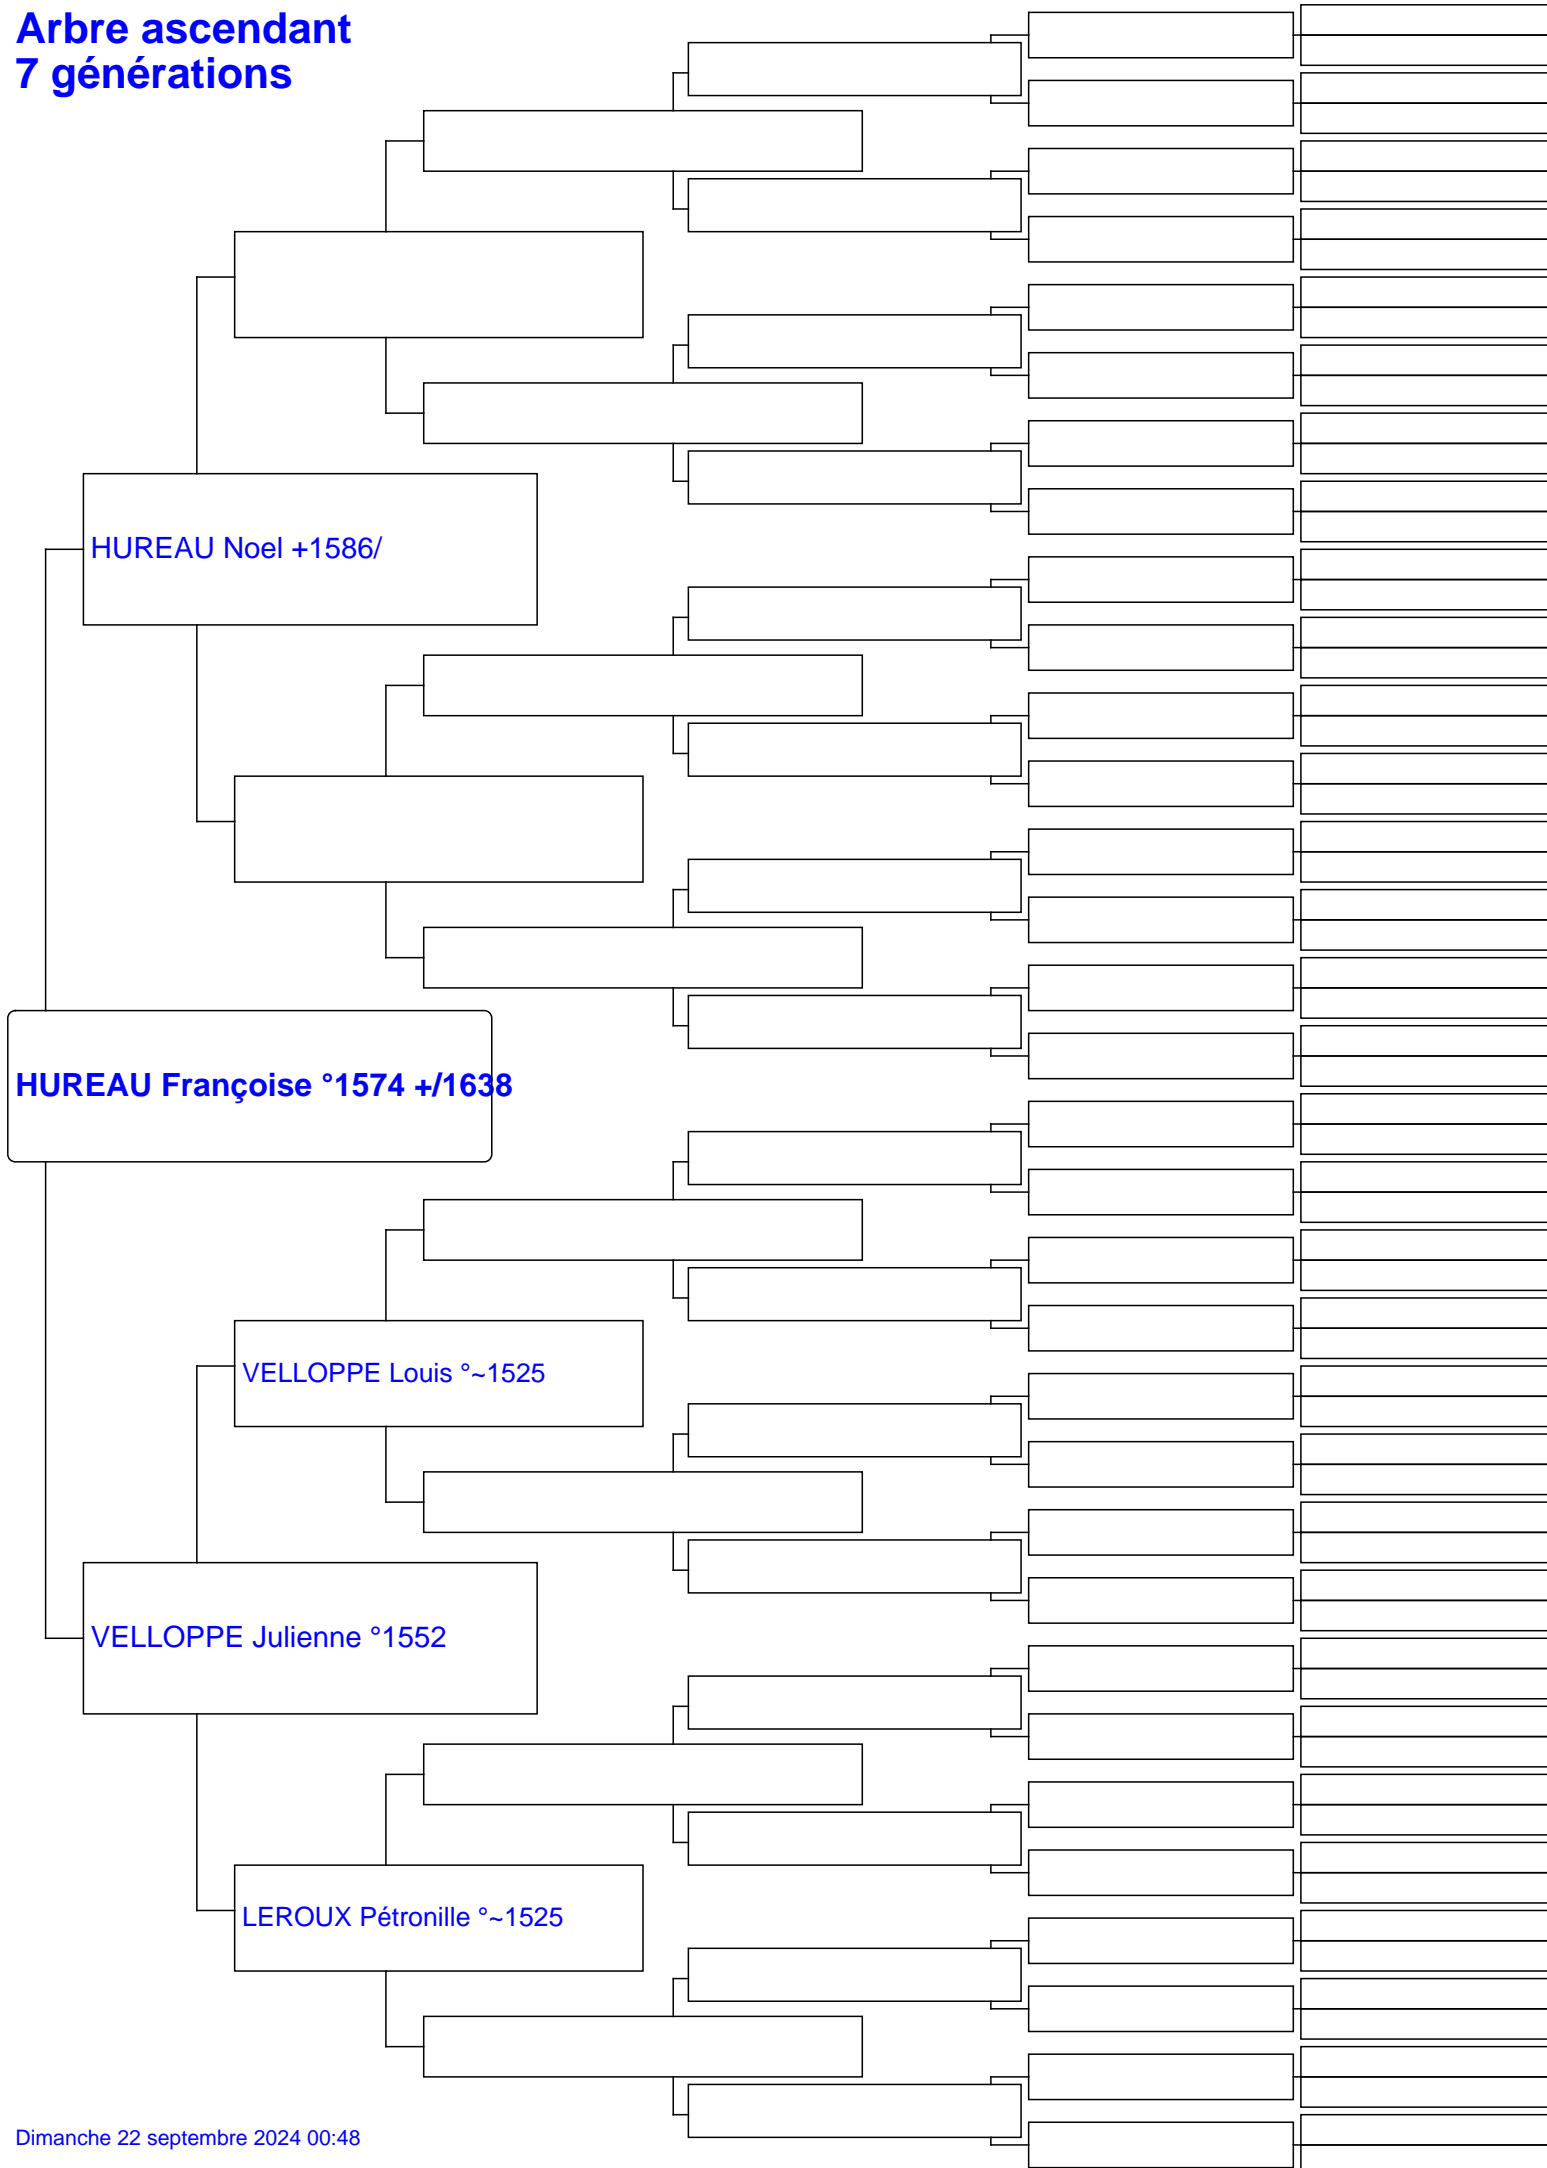 Arbre ascendant
7 générations
HUREAU Noel +1586/
HUREAU Françoise °1574 +/1638
VELLOPPE Louis °~1525
VELLOPPE Julienne °1552
LEROUX Pétronille °~1525
Dimanche 22 septembre 2024 00:48